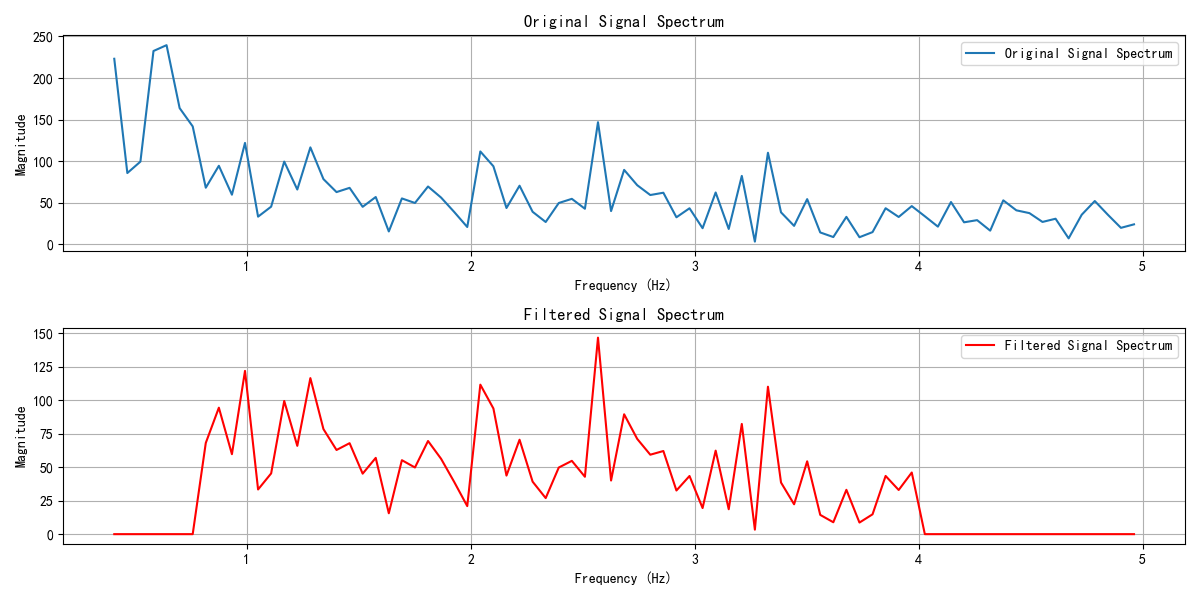 Original Signal Spectrum
250
200
150
100
50
0
Magnitude
Original Signal Spectrum
1 2 3 4 5
Frequency (Hz)
Filtered Signal Spectrum
150
125
100
75
50
25
0
Magnitude
Filtered Signal Spectrum
1 2 3 4 5
Frequency (Hz)